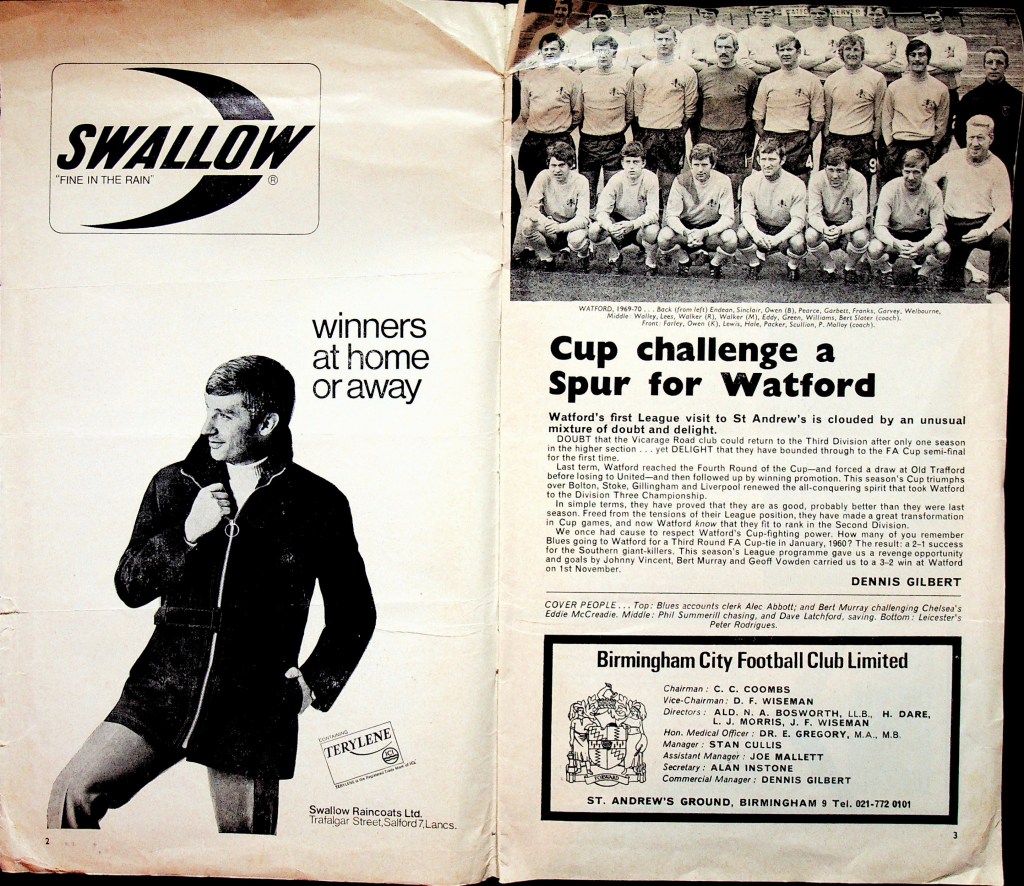 SWALLOW
"FINE IN THE RAIN"
®
winners
at home
or away
CONTAINING
TERYLENE
ICI
TERYLENE is the Registered Trade Mark of ICI
Swallow Raincoats Ltd.
Trafalgar Street, Salford 7, Lancs.
2
WATFORD, 1969-70 . . . Back (from left) Endean, Sinclair, Owen (B), Pearce, Garbett, Franks, Garvey, Welbourne,
Middle: Walley, Lees, Walker (R), Walker (M), Eddy, Green, Williams, Bert Slater (coach).
Front: Farley, Owen (K), Lewis, Hale, Packer, Scullion, P. Malloy (coach).
Cup challenge a
Spur for Watford
Watford's first League visit to St Andrew's is clouded by an unusual
mixture of doubt and delight.
DOUBT that the Vicarage Road club could return to the Third Division after only one season
in the higher section . . . yet DELIGHT that they have bounded through to the FA Cup semi-final
for the first time.
Last term, Watford reached the Fourth Round of the Cup—and forced a draw at Old Trafford
before losing to United—and then followed up by winning promotion. This season's Cup triumphs
over Bolton, Stoke, Gillingham and Liverpool renewed the all-conquering spirit that took Watford
to the Division Three Championship.
In simple terms, they have proved that they are as good, probably better than they were last
season. Freed from the tensions of their League position, they have made a great transformation
in Cup games, and now Watford know that they fit to rank in the Second Division.
We once had cause to respect Watford's Cup-fighting power. How many of you remember
Blues going to Watford for a Third Round FA Cup-tie in January, 1960? The result: a 2–1 success
for the Southern giant-killers. This season's League programme gave us a revenge opportunity
and goals by Johnny Vincent, Bert Murray and Geoff Vowden carried us to a 3–2 win at Watford
on 1st November.
DENNIS GILBERT
COVER PEOPLE . . . Top: Blues accounts clerk Alec Abbott; and Bert Murray challenging Chelsea's
Eddie McCreadie. Middle: Phil Summerill chasing, and Dave Latchford, saving. Bottom: Leicester's
Peter Rodrigues.
Birmingham City Football Club Limited
Chairman: C. C. COOMBS
Vice-Chairman: D. F. WISEMAN
Directors: ALD. N. A. BOSWORTH, LL.B., H. DARE,
L. J. MORRIS, J. F. WISEMAN
Hon. Medical Officer: DR. E. GREGORY, M.A., M.B.
Manager: STAN CULLIS
Assistant Manager: JOE MALLETT
Secretary: ALAN INSTONE
Commercial Manager: DENNIS GILBERT
FORWARD
ST. ANDREW'S GROUND, BIRMINGHAM 9 Tel. 021-772 0101
3